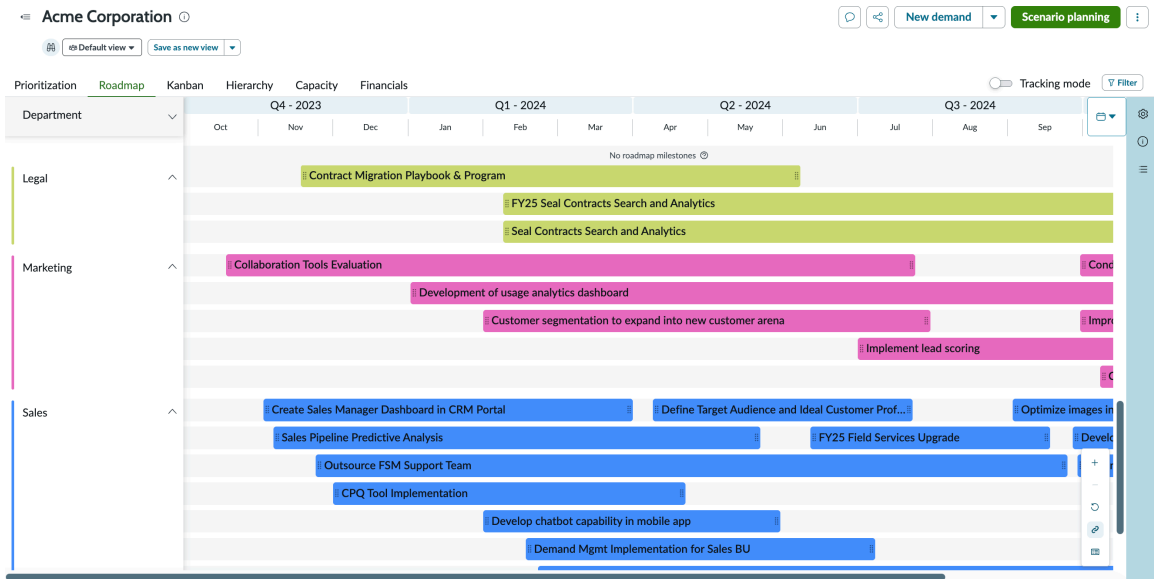 Acme Corporation
New demand
Scenario planning
Default view
Save as new view
Prioritization
Roadmap
Kanban
Hierarchy
Capacity
Financials
Tracking mode
Filter
Department
Q4 - 2023
Q1 - 2024
Q2 - 2024
Q3 - 2024
Oct
Nov
Dec
Jan
Feb
Mar
Apr
May
Jun
Jul
Aug
Sep
No roadmap milestones
Legal
Contract Migration Playbook & Program
FY25 Seal Contracts Search and Analytics
Seal Contracts Search and Analytics
Marketing
Collaboration Tools Evaluation
Cond
Development of usage analytics dashboard
Customer segmentation to expand into new customer arena
Impro
Implement lead scoring
Sales
Create Sales Manager Dashboard in CRM Portal
Define Target Audience and Ideal Customer Prof...
Optimize images in
Sales Pipeline Predictive Analysis
FY25 Field Services Upgrade
Develo
Outsource FSM Support Team
CPQ Tool Implementation
Develop chatbot capability in mobile app
Demand Mgmt Implementation for Sales BU